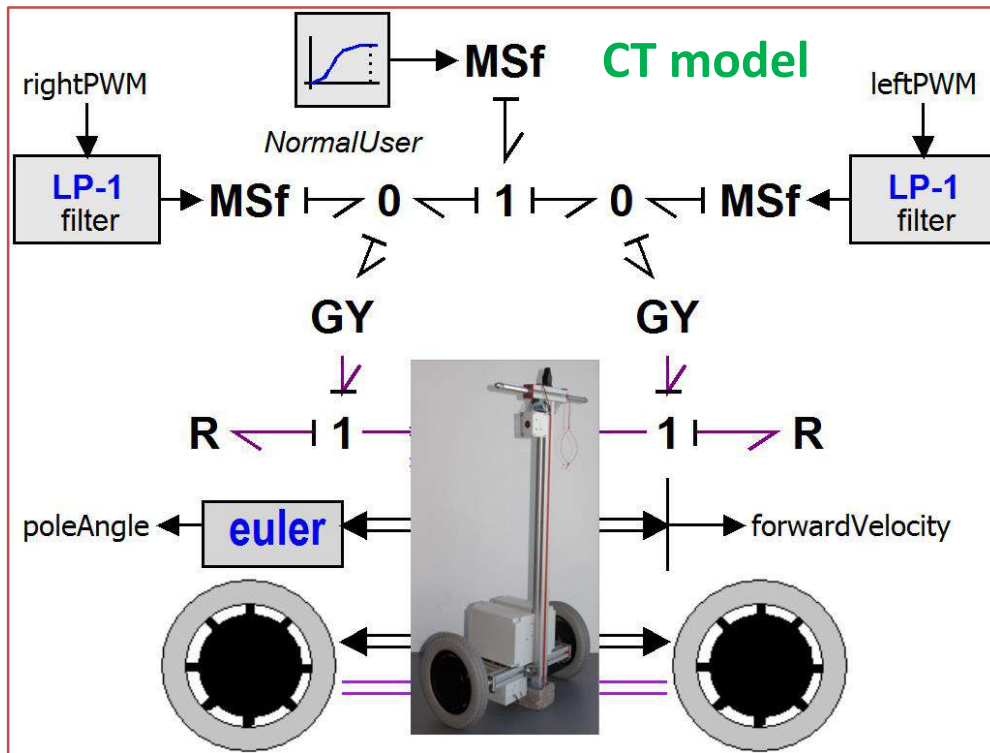 MSf
CT model
rightPWM
leftPWM
NormalUser
LP-1
filter
MSf
0
1
0
MSf
LP-1
filter
GY
GY
R
1
1
R
poleAngle
euler
forwardVelocity